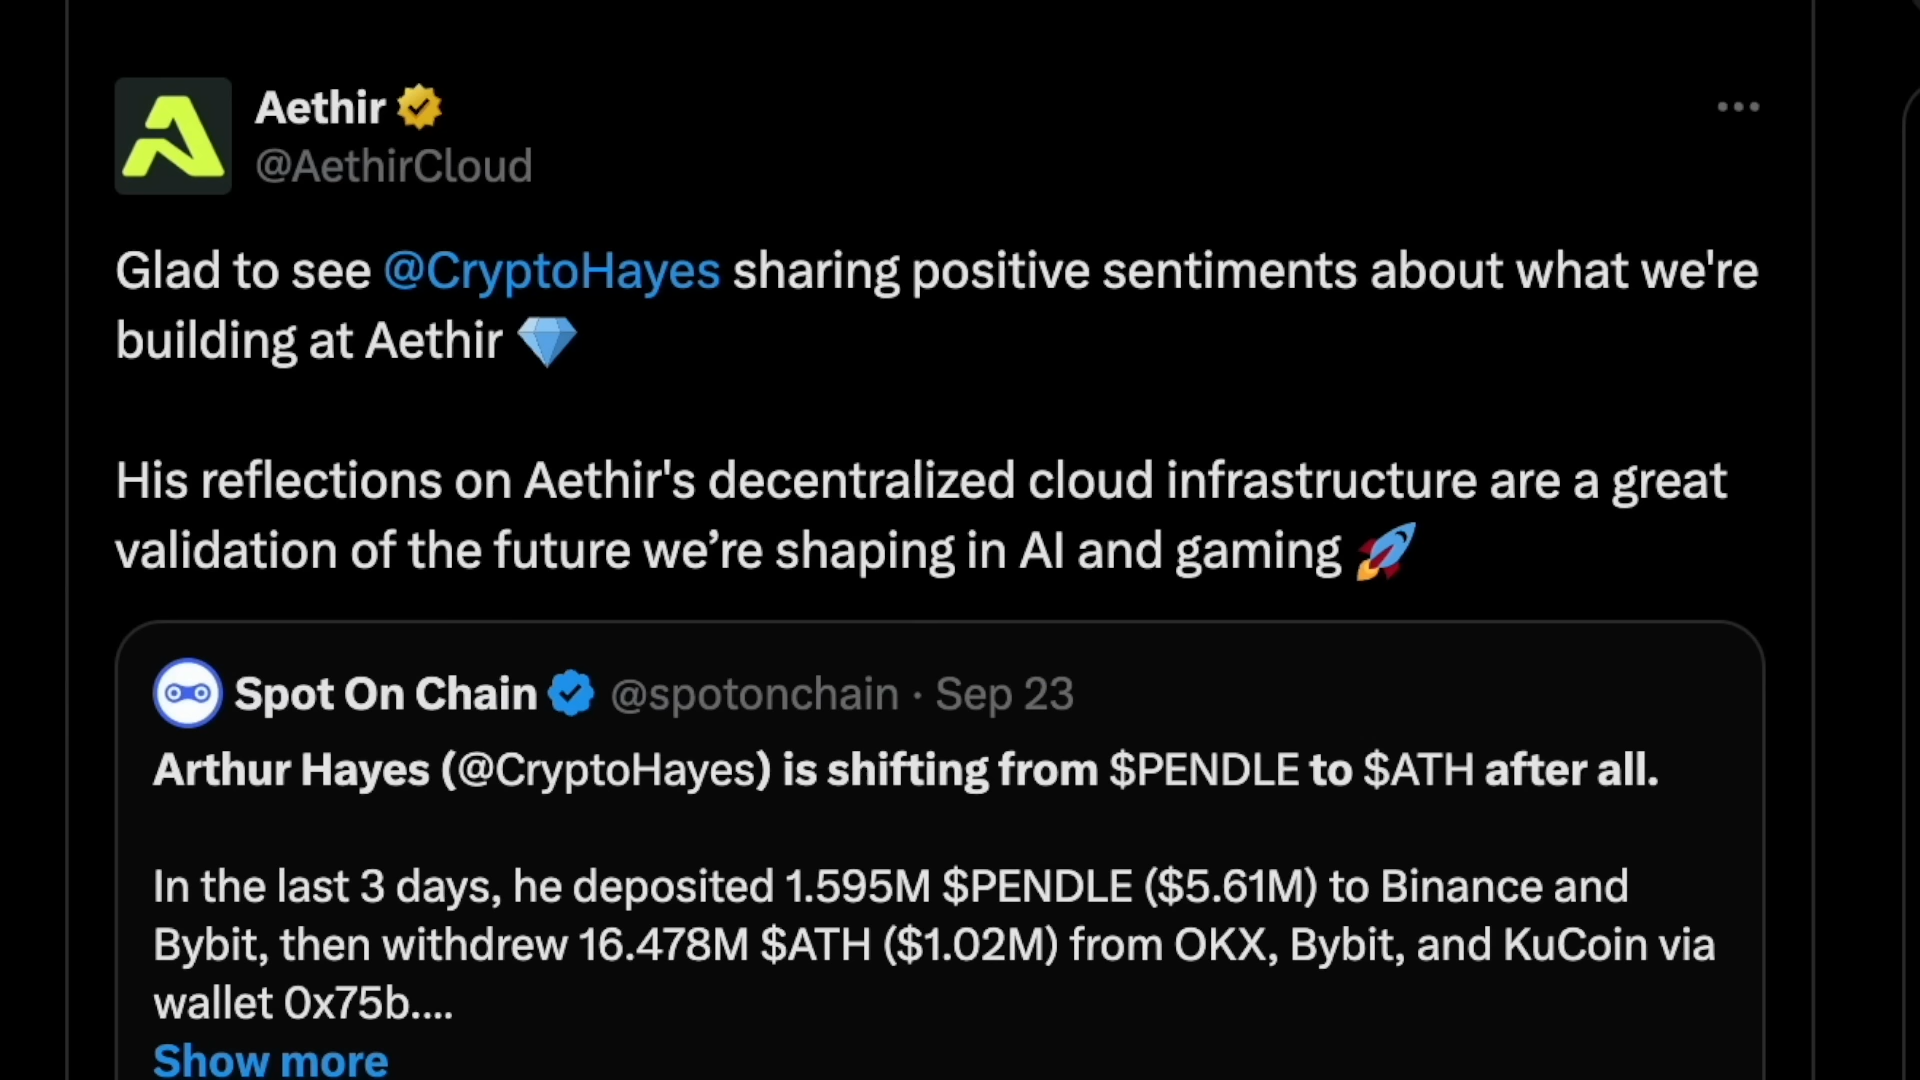 Aethir
@AethirCloud
Glad to see @CryptoHayes sharing positive sentiments about what we're
building at Aethir 💎
His reflections on Aethir's decentralized cloud infrastructure are a great
validation of the future we’re shaping in AI and gaming 🚀
Spot On Chain @spotonchain · Sep 23
Arthur Hayes (@CryptoHayes) is shifting from $PENDLE to $ATH after all.
In the last 3 days, he deposited 1.595M $PENDLE ($5.61M) to Binance and
Bybit, then withdrew 16.478M $ATH ($1.02M) from OKX, Bybit, and KuCoin via
wallet 0x75b....
Show more